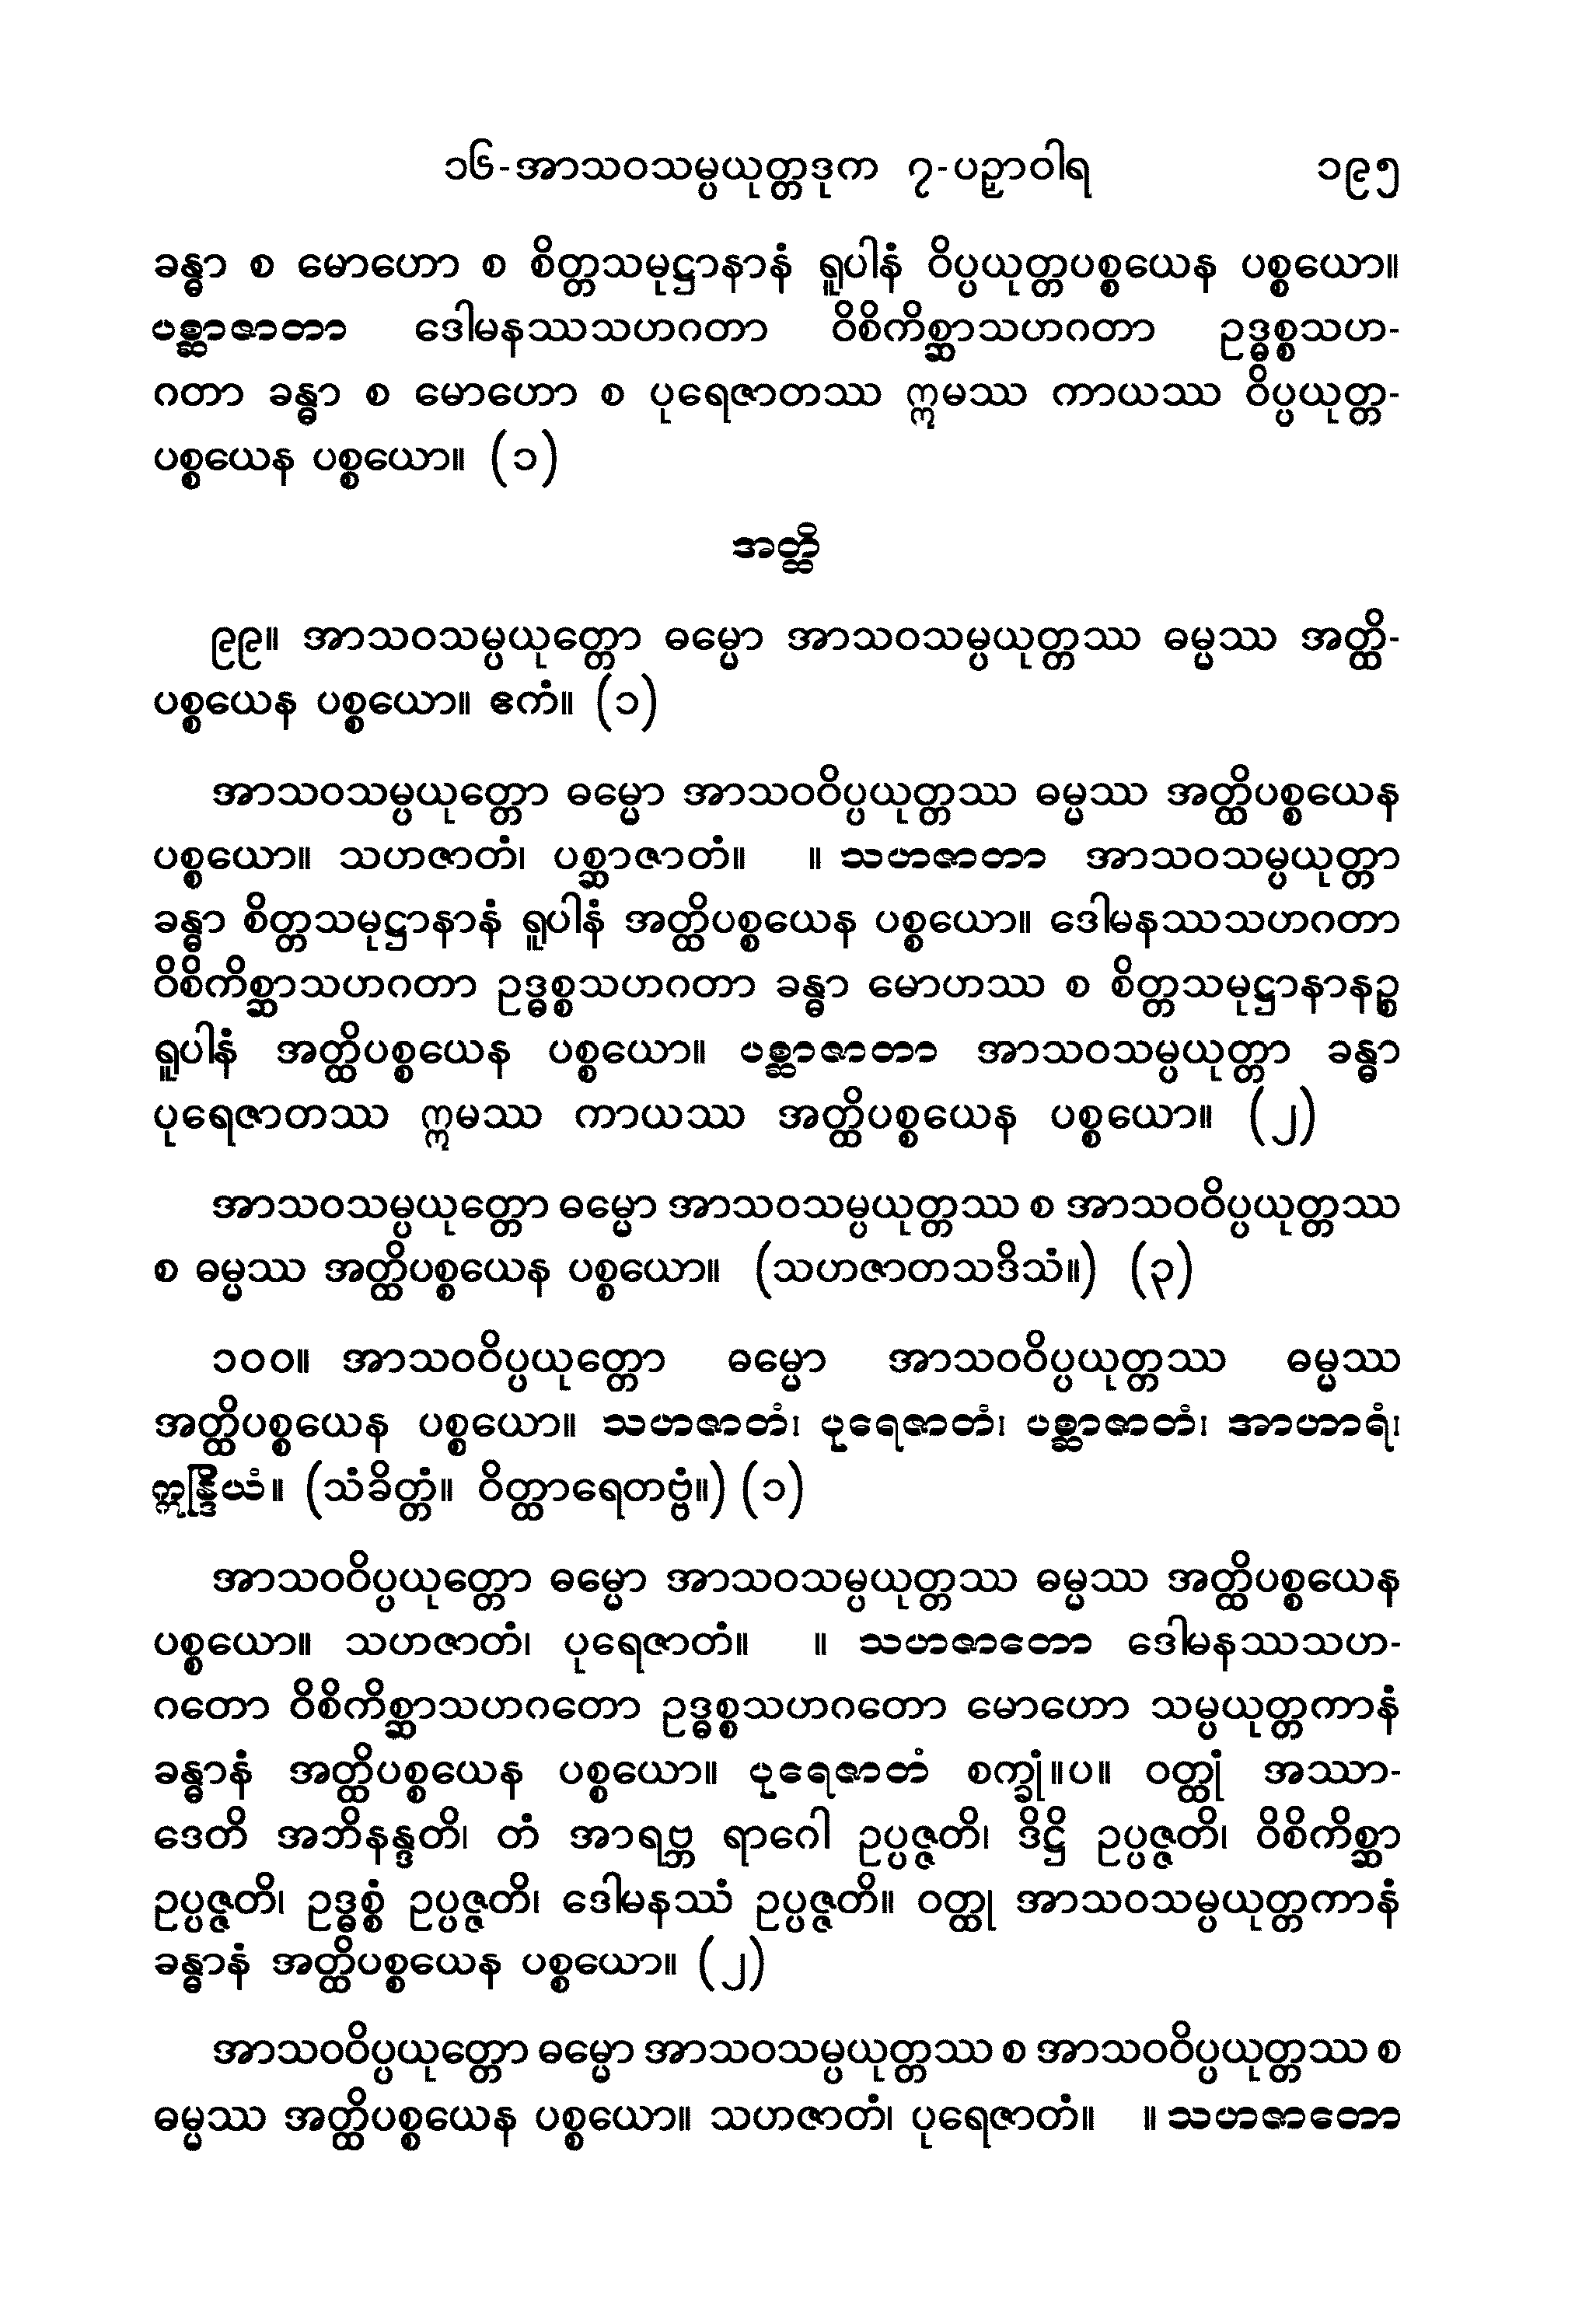 ၁၆-အာသဝသမ္ပယုတ္တဒုက ၇-ပဉှာဝါရ ၁၉၅
ခန္ဓာ စ မောဟော စ စိတ္တသမုဋ္ဌာနာနံ ရူပါနံ ဝိပ္ပယုတ္တပစ္စယေန ပစ္စယော။
ပစ္ဆာဇာတာ ဒေါမနဿသဟဂတာ ဝိစိကိစ္ဆာသဟဂတာ ဥဒ္ဓစ္စသဟ-
ဂတာ ခန္ဓာ စ မောဟော စ ပုရေဇာတဿ ဣမဿ ကာယဿ ဝိပ္ပယုတ္တ-
ပစ္စယေန ပစ္စယော။ (၁)
အတ္ထိ
၉၉။ အာသဝသမ္ပယုတ္တော ဓမ္မော အာသဝသမ္ပယုတ္တဿ ဓမ္မဿ အတ္ထိ-
ပစ္စယေန ပစ္စယော။ ဧကံ။ (၁)
အာသဝသမ္ပယုတ္တော ဓမ္မော အာသဝဝိပ္ပယုတ္တဿ ဓမ္မဿ အတ္ထိပစ္စယေန
ပစ္စယော။ သဟဇာတံ၊ ပစ္ဆာဇာတံ။ ။ သဟဇာတာ အာသဝသမ္ပယုတ္တာ
ခန္ဓာ စိတ္တသမုဋ္ဌာနာနံ ရူပါနံ အတ္ထိပစ္စယေန ပစ္စယော။ ဒေါမနဿသဟဂတာ
ဝိစိကိစ္ဆာသဟဂတာ ဥဒ္ဓစ္စသဟဂတာ ခန္ဓာ မောဟဿ စ စိတ္တသမုဋ္ဌာနာနဉ္စ
ရူပါနံ အတ္ထိပစ္စယေန ပစ္စယော။ ပစ္ဆာဇာတာ အာသဝသမ္ပယုတ္တာ ခန္ဓာ
ပုရေဇာတဿ ဣမဿ ကာယဿ အတ္ထိပစ္စယေန ပစ္စယော။ (၂)
အာသဝသမ္ပယုတ္တော ဓမ္မော အာသဝသမ္ပယုတ္တဿ စ အာသဝဝိပ္ပယုတ္တဿ
စ ဓမ္မဿ အတ္ထိပစ္စယေန ပစ္စယော။ (သဟဇာတသဒိသံ။) (၃)
၁၀၀။ အာသဝဝိပ္ပယုတ္တော ဓမ္မော အာသဝဝိပ္ပယုတ္တဿ ဓမ္မဿ
အတ္ထိပစ္စယေန ပစ္စယော။ သဟဇာတံ၊ ပုရေဇာတံ၊ ပစ္ဆာဇာတံ၊ အာဟာရံ၊
ဣန္ဒြိယံ။ (သံခိတ္တံ။ ဝိတ္ထာရေတဗ္ဗံ။) (၁)
အာသဝဝိပ္ပယုတ္တော ဓမ္မော အာသဝသမ္ပယုတ္တဿ ဓမ္မဿ အတ္ထိပစ္စယေန
ပစ္စယော။ သဟဇာတံ၊ ပုရေဇာတံ။ ။ သဟဇာတော ဒေါမနဿသဟ-
ဂတော ဝိစိကိစ္ဆာသဟဂတော ဥဒ္ဓစ္စသဟဂတော မောဟော သမ္ပယုတ္တကာနံ
ခန္ဓာနံ အတ္ထိပစ္စယေန ပစ္စယော။ ပုရေဇာတံ စက္ခုံ။ပ။ ဝတ္ထုံ အဿာ-
ဒေတိ အဘိနန္ဒတိ၊ တံ အာရဗ္ဘ ရာဂေါ ဥပ္ပဇ္ဇတိ၊ ဒိဋ္ဌိ ဥပ္ပဇ္ဇတိ၊ ဝိစိကိစ္ဆာ
ဥပ္ပဇ္ဇတိ၊ ဥဒ္ဓစ္စံ ဥပ္ပဇ္ဇတိ၊ ဒေါမနဿံ ဥပ္ပဇ္ဇတိ။ ဝတ္ထု အာသဝသမ္ပယုတ္တကာနံ
ခန္ဓာနံ အတ္ထိပစ္စယေန ပစ္စယော။ (၂)
အာသဝဝိပ္ပယုတ္တော ဓမ္မော အာသဝသမ္ပယုတ္တဿ စ အာသဝဝိပ္ပယုတ္တဿ စ
ဓမ္မဿ အတ္ထိပစ္စယေန ပစ္စယော။ သဟဇာတံ၊ ပုရေဇာတံ။ ။ သဟဇာတော